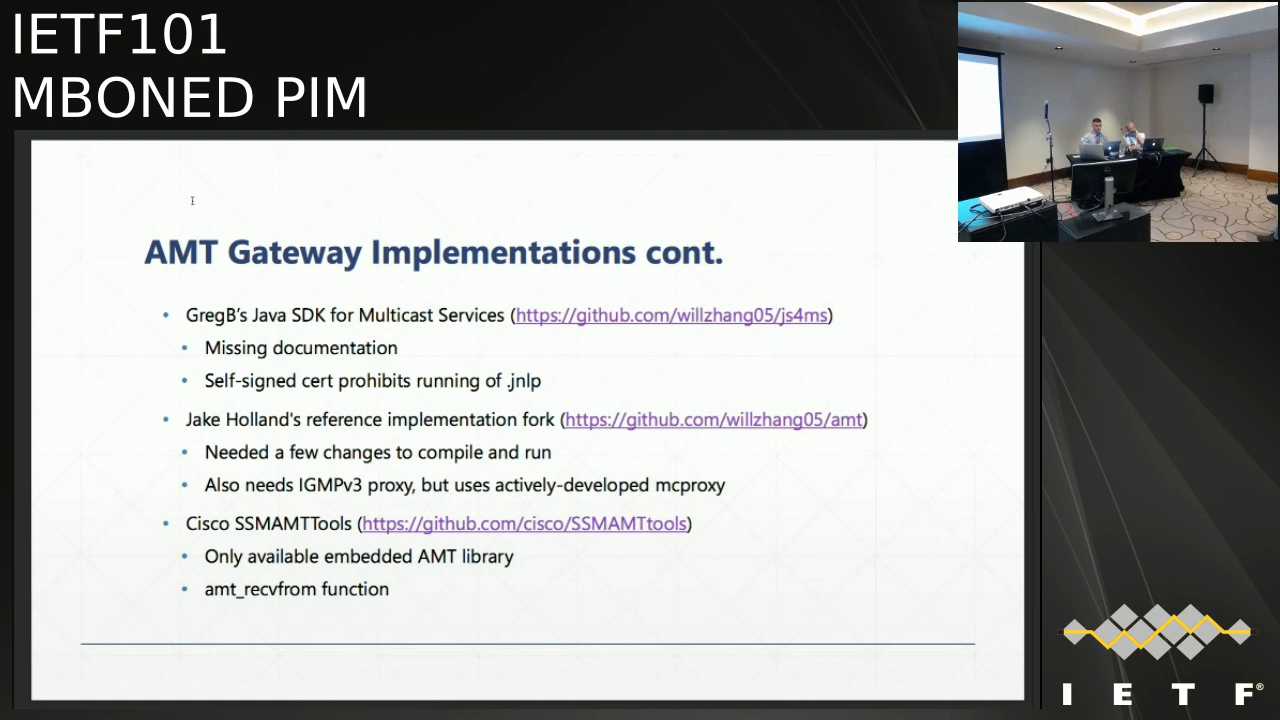 IETF101
MBONED PIM
AMT Gateway Implementations cont.
• GregB's Java SDK for Multicast Services (https://github.com/willzhang05/js4ms)
• Missing documentation
• Self-signed cert prohibits running of .jnlp
• Jake Holland's reference implementation fork (https://github.com/willzhang05/amt)
• Needed a few changes to compile and run
• Also needs IGMPv3 proxy, but uses actively-developed mcproxy
• Cisco SSMAMTTools (https://github.com/cisco/SSMAMTtools)
• Only available embedded AMT library
• amt_recvfrom function
I E T F®